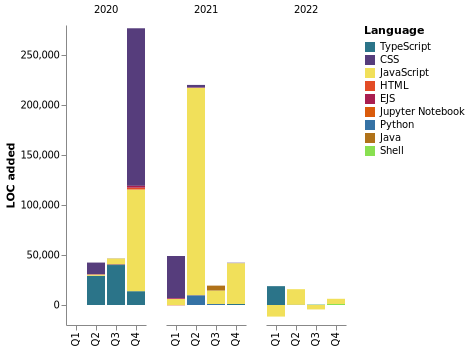 2020 2021 2022
Language
TypeScript
CSS
JavaScript
HTML
EJS
Jupyter Notebook
Python
Java
Shell
LOC added
250,000
200,000
150,000
100,000
50,000
0
Q1 Q2 Q3 Q4 Q1 Q2 Q3 Q4 Q1 Q2 Q3 Q4